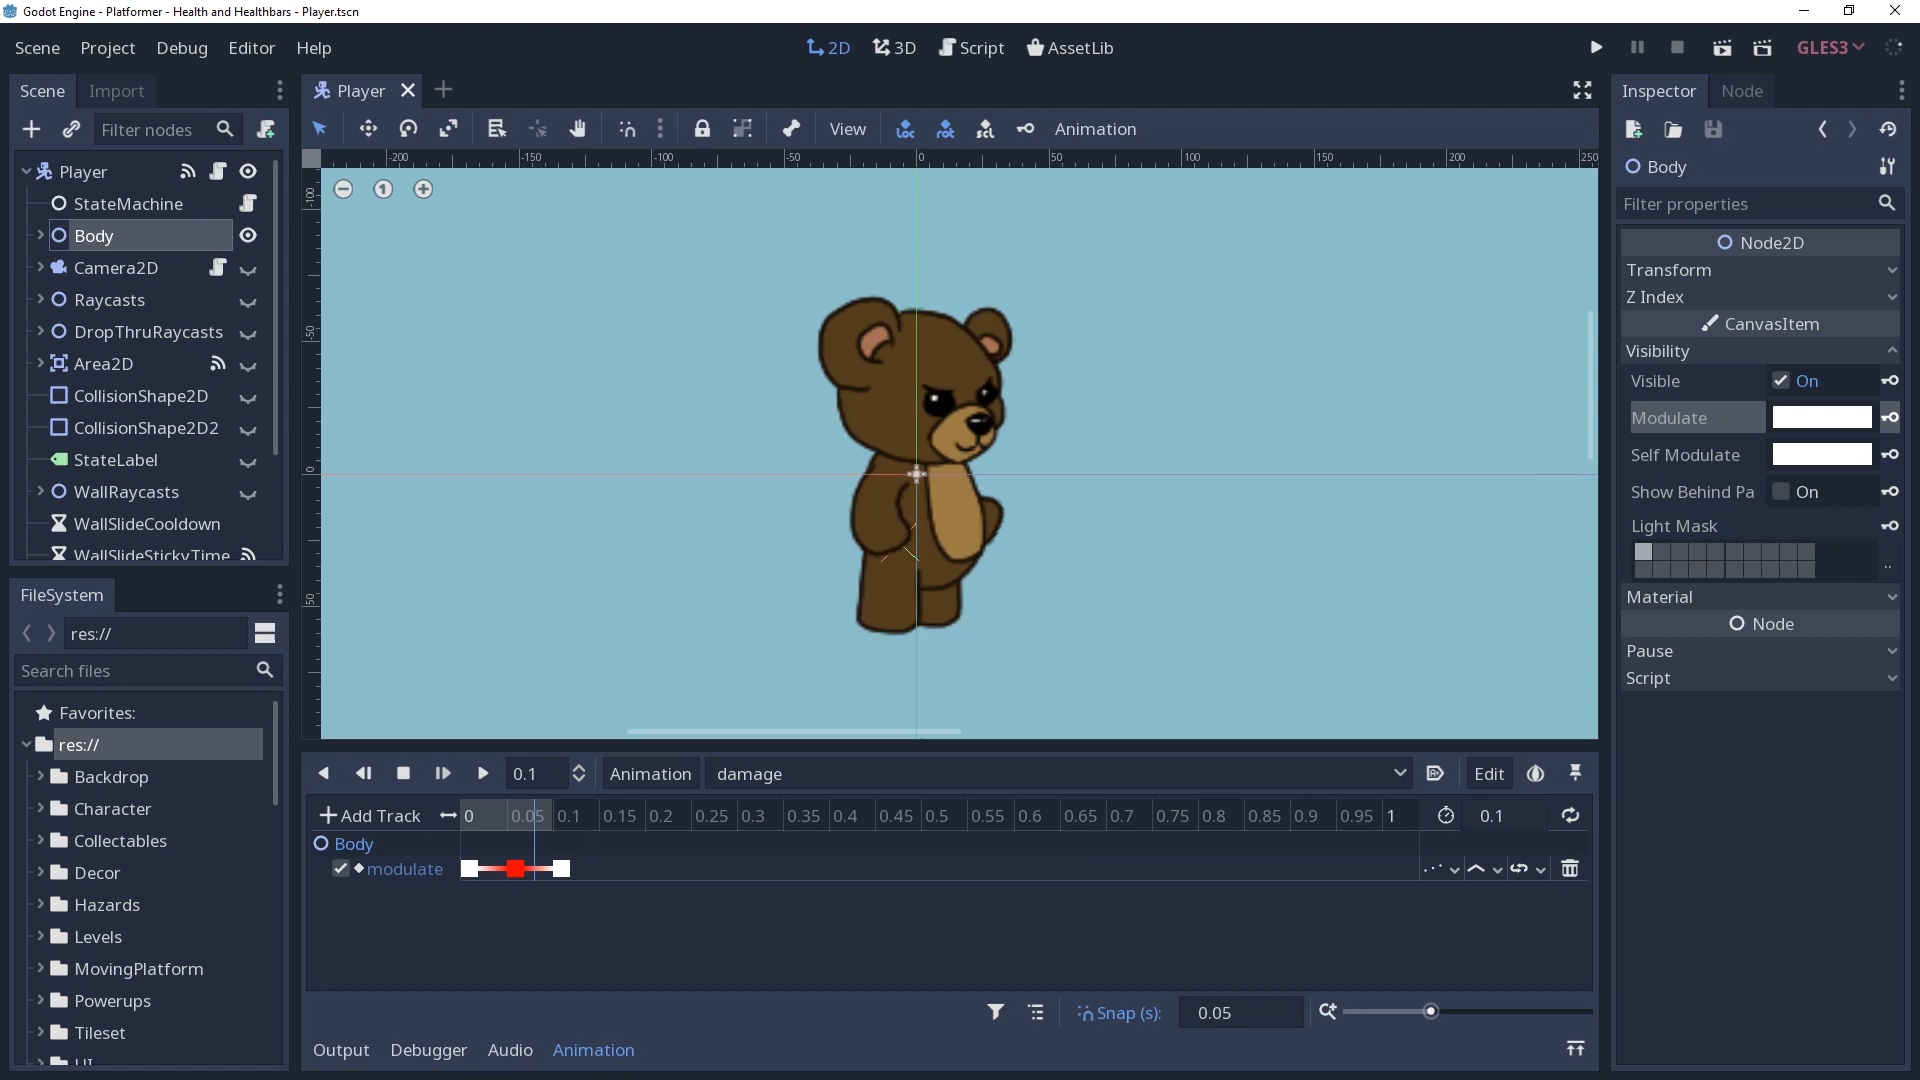 Godot Engine - Platformer - Health and Healthbars - Player.tscn
Scene Project Debug Editor Help
2D 3D Script AssetLib
GLES3
Scene Import
Filter nodes
Player
StateMachine
Body
Camera2D
Raycasts
DropThruRaycasts
Area2D
CollisionShape2D
CollisionShape2D2
StateLabel
WallRaycasts
WallSlideCooldown
WallSlideStickyTime
FileSystem
res://
Search files
Favorites:
res://
Backdrop
Character
Collectables
Decor
Hazards
Levels
MovingPlatform
Powerups
Tileset
UI
Player
View Animation
-200 -150 -100 -50 0 50 100 150 200 250
-100
-50
0
50
1
0.1 Animation damage Edit
Add Track 0 0.05 0.1 0.15 0.2 0.25 0.3 0.35 0.4 0.45 0.5 0.55 0.6 0.65 0.7 0.75 0.8 0.85 0.9 0.95 1 0.1
Body
modulate
Snap (s): 0.05
Output Debugger Audio Animation
Inspector Node
Body
Filter properties
Node2D
Transform
Z Index
CanvasItem
Visibility
Visible On
Modulate
Self Modulate
Show Behind Pa On
Light Mask
..
Material
Node
Pause
Script